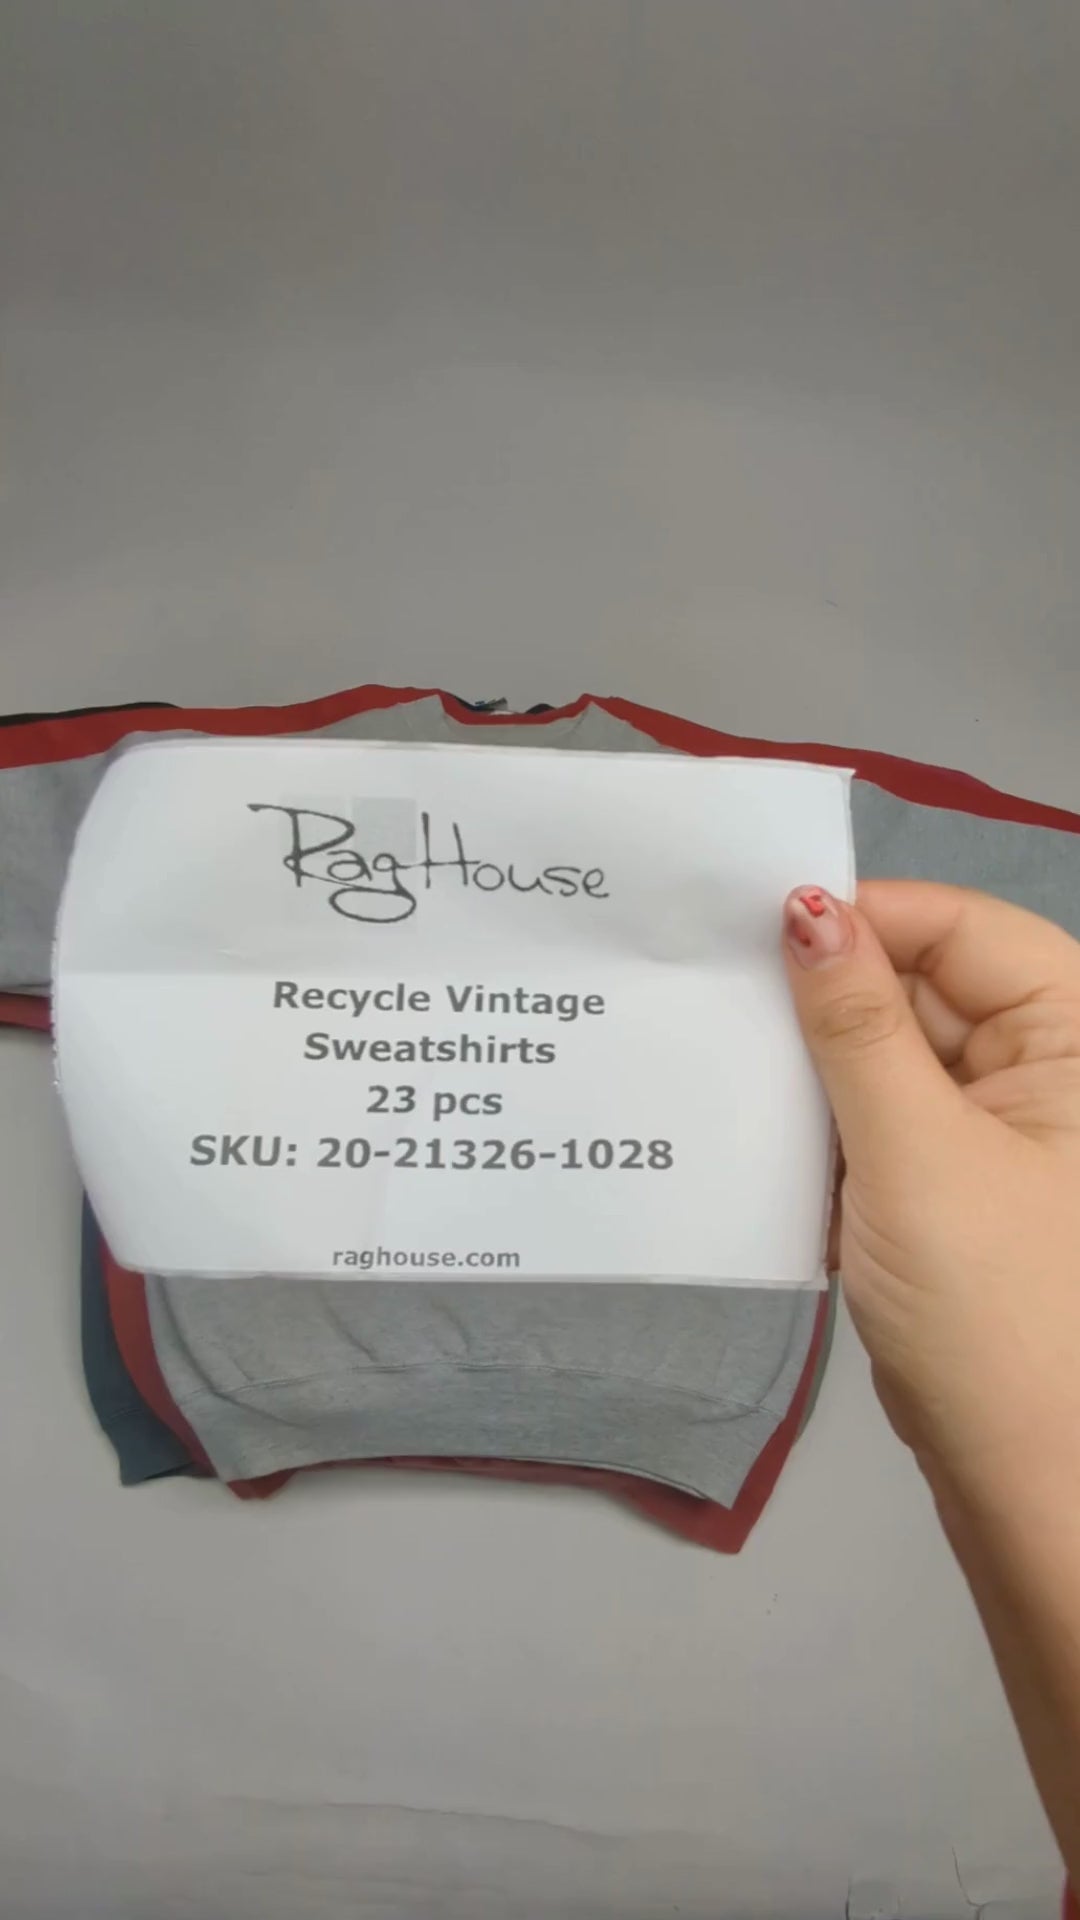 RagHouse
Recycle Vintage
Sweatshirts
23 pcs
SKU: 20-21326-1028
raghouse.com